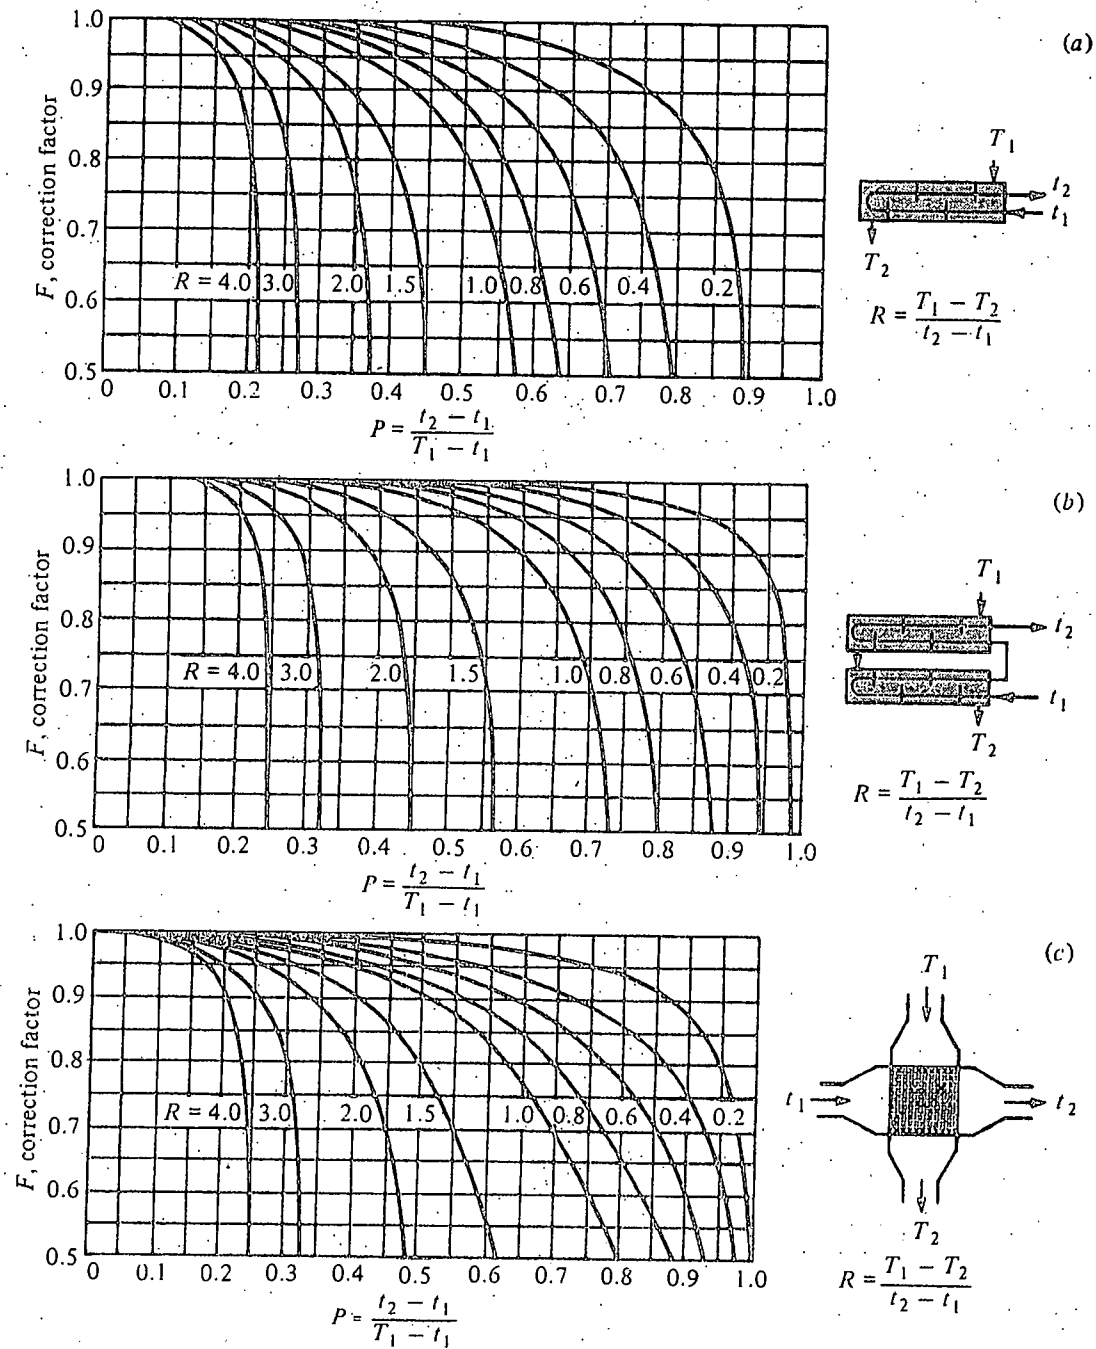 (a)
F, correction factor
1.0
0.9
0.8
0.7
0.6
0.5
R = 4.0 3.0 2.0 1.5 1.0 0.8 0.6 0.4 0.2
0 0.1 0.2 0.3 0.4 0.5 0.6 0.7 0.8 0.9 1.0
P = (t₂ − t₁)/(T₁ − t₁)
T₁
t₂
t₁
T₂
R = (T₁ − T₂)/(t₂ − t₁)
(b)
F, correction factor
1.0
0.9
0.8
0.7
0.6
0.5
R = 4.0 3.0 2.0 1.5 1.0 0.8 0.6 0.4 0.2
0 0.1 0.2 0.3 0.4 0.5 0.6 0.7 0.8 0.9 1.0
P = (t₂ − t₁)/(T₁ − t₁)
T₁
t₂
t₁
T₂
R = (T₁ − T₂)/(t₂ − t₁)
(c)
F, correction factor
1.0
0.9
0.8
0.7
0.6
0.5
R = 4.0 3.0 2.0 1.5 1.0 0.8 0.6 0.4 0.2
0 0.1 0.2 0.3 0.4 0.5 0.6 0.7 0.8 0.9 1.0
P = (t₂ − t₁)/(T₁ − t₁)
T₁
t₁
t₂
T₂
R = (T₁ − T₂)/(t₂ − t₁)